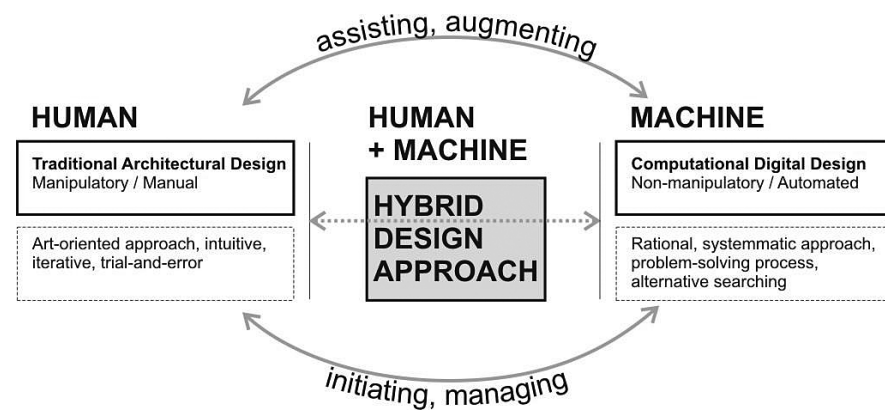 assisting, augmenting
HUMAN
Traditional Architectural Design
Manipulatory / Manual
Art-oriented approach, intuitive,
iterative, trial-and-error
HUMAN
+ MACHINE
HYBRID
DESIGN
APPROACH
MACHINE
Computational Digital Design
Non-manipulatory / Automated
Rational, systemmatic approach,
problem-solving process,
alternative searching
initiating, managing